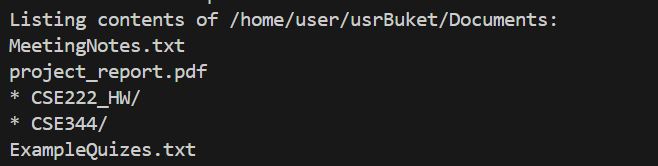 Listing contents of /home/user/usrBuket/Documents:
MeetingNotes.txt
project_report.pdf
* CSE222_HW/
* CSE344/
ExampleQuizes.txt